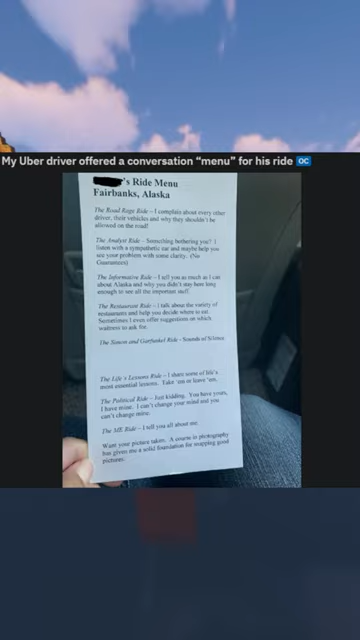 My Uber driver offered a conversation “menu” for his ride OC
's Ride Menu
Fairbanks, Alaska
The Road Rage Ride – I complain about every other
driver, their vehicles and why they shouldn't be
allowed on the road!
The Analyst Ride – Something bothering you? I
listen with a sympathetic ear and maybe help you
see your problem with some clarity. (No
Guarantees)
The Informative Ride – I tell you as much as I can
about Alaska and why you didn't stay here long
enough to see all the important stuff.
The Restaurant Ride – I talk about the variety of
restaurants and help you decide where to eat.
Sometimes I even offer suggestions on which
waitress to ask for.
The Simon and Garfunkel Ride - Sounds of Silence
The Life's Lessons Ride – I share some of life's
most essential lessons. Take 'em or leave 'em.
The Political Ride – Just kidding. You have yours,
I have mine. I can't change your mind and you
can't change mine.
The ME Ride – I tell you all about me.
Want your picture taken. A course in photography
has given me a solid foundation for snapping good
pictures.